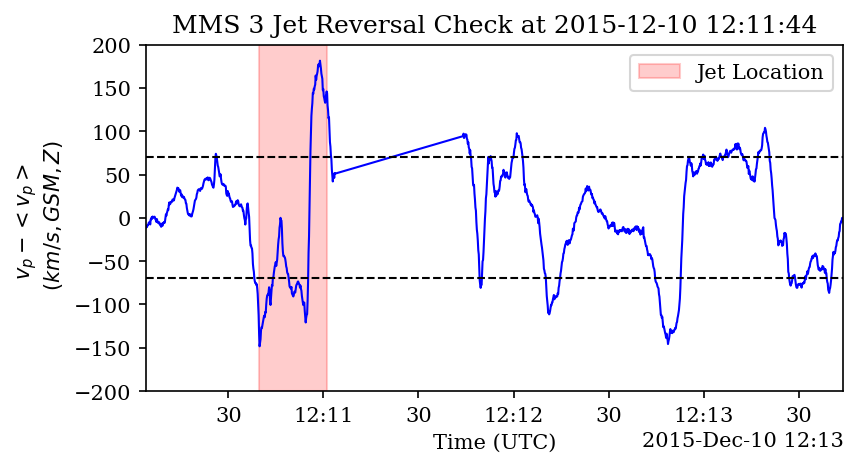 MMS 3 Jet Reversal Check at 2015-12-10 12:11:44
200
150
100
50
0
−50
−100
−150
−200
v_p − < v_p >
(km/s, GSM, Z)
Jet Location
30 12:11 30 12:12 30 12:13 30
Time (UTC)
2015-Dec-10 12:13